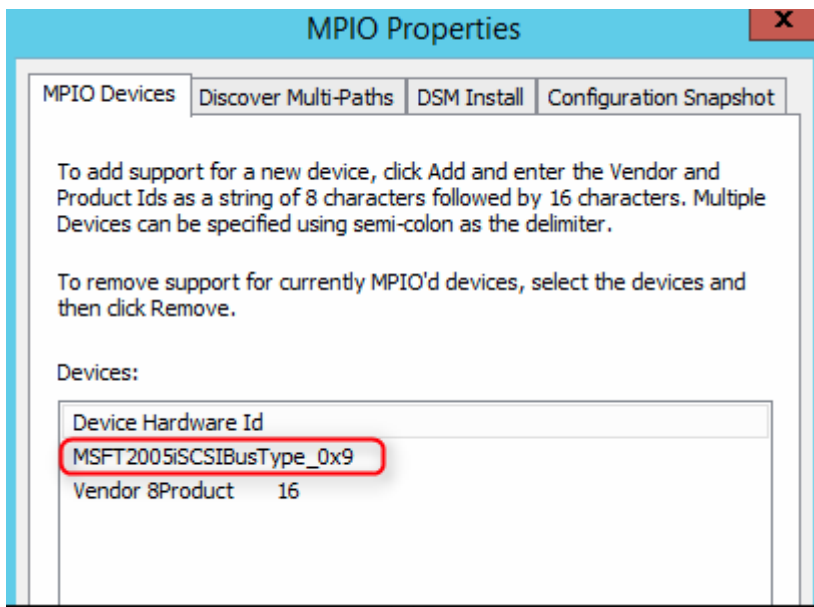 MPIO Properties
x
MPIO Devices Discover Multi-Paths DSM Install Configuration Snapshot
To add support for a new device, click Add and enter the Vendor and
Product Ids as a string of 8 characters followed by 16 characters. Multiple
Devices can be specified using semi-colon as the delimiter.
To remove support for currently MPIO'd devices, select the devices and
then click Remove.
Devices:
Device Hardware Id
MSFT2005iSCSIBusType_0x9
Vendor 8Product 16